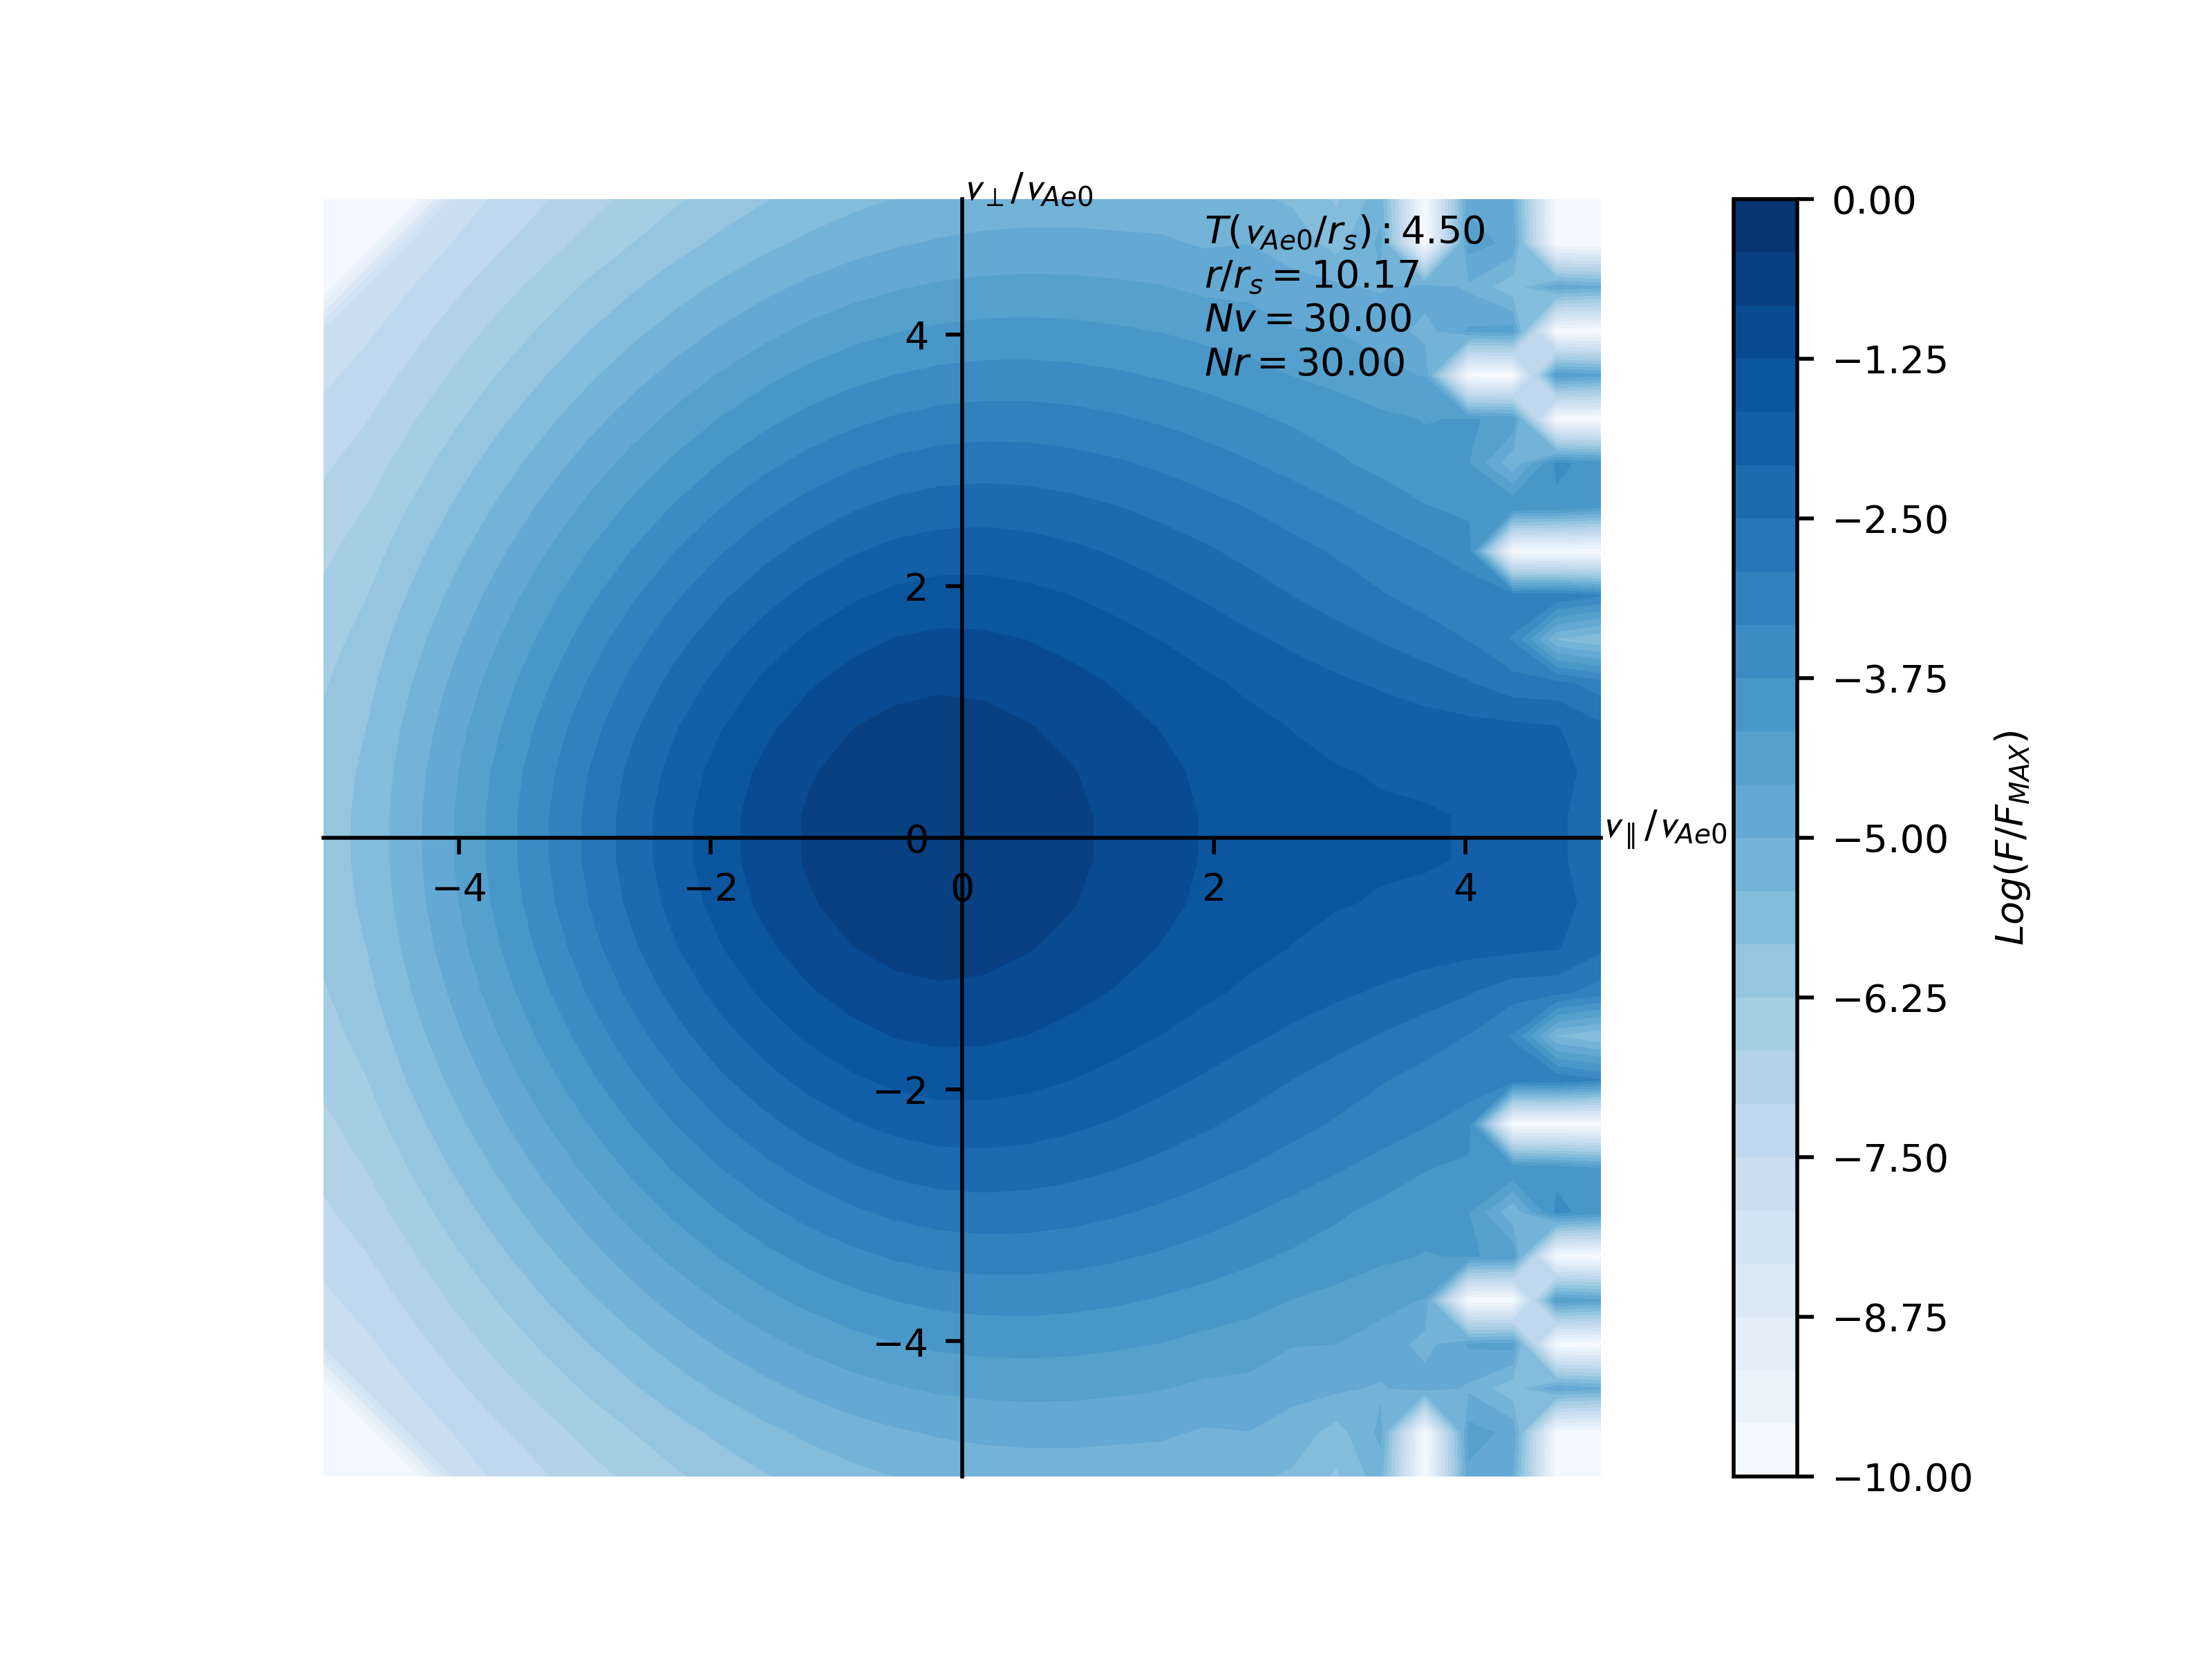 v⊥/vAe0
T(vAe0/rs):4.50
r/rs=10.17
Nv=30.00
Nr=30.00
4
2
0
−2
−4
−4
−2
0
2
4
v∥/vAe0
0.00
−1.25
−2.50
−3.75
−5.00
−6.25
−7.50
−8.75
−10.00
Log(F/FMAX)